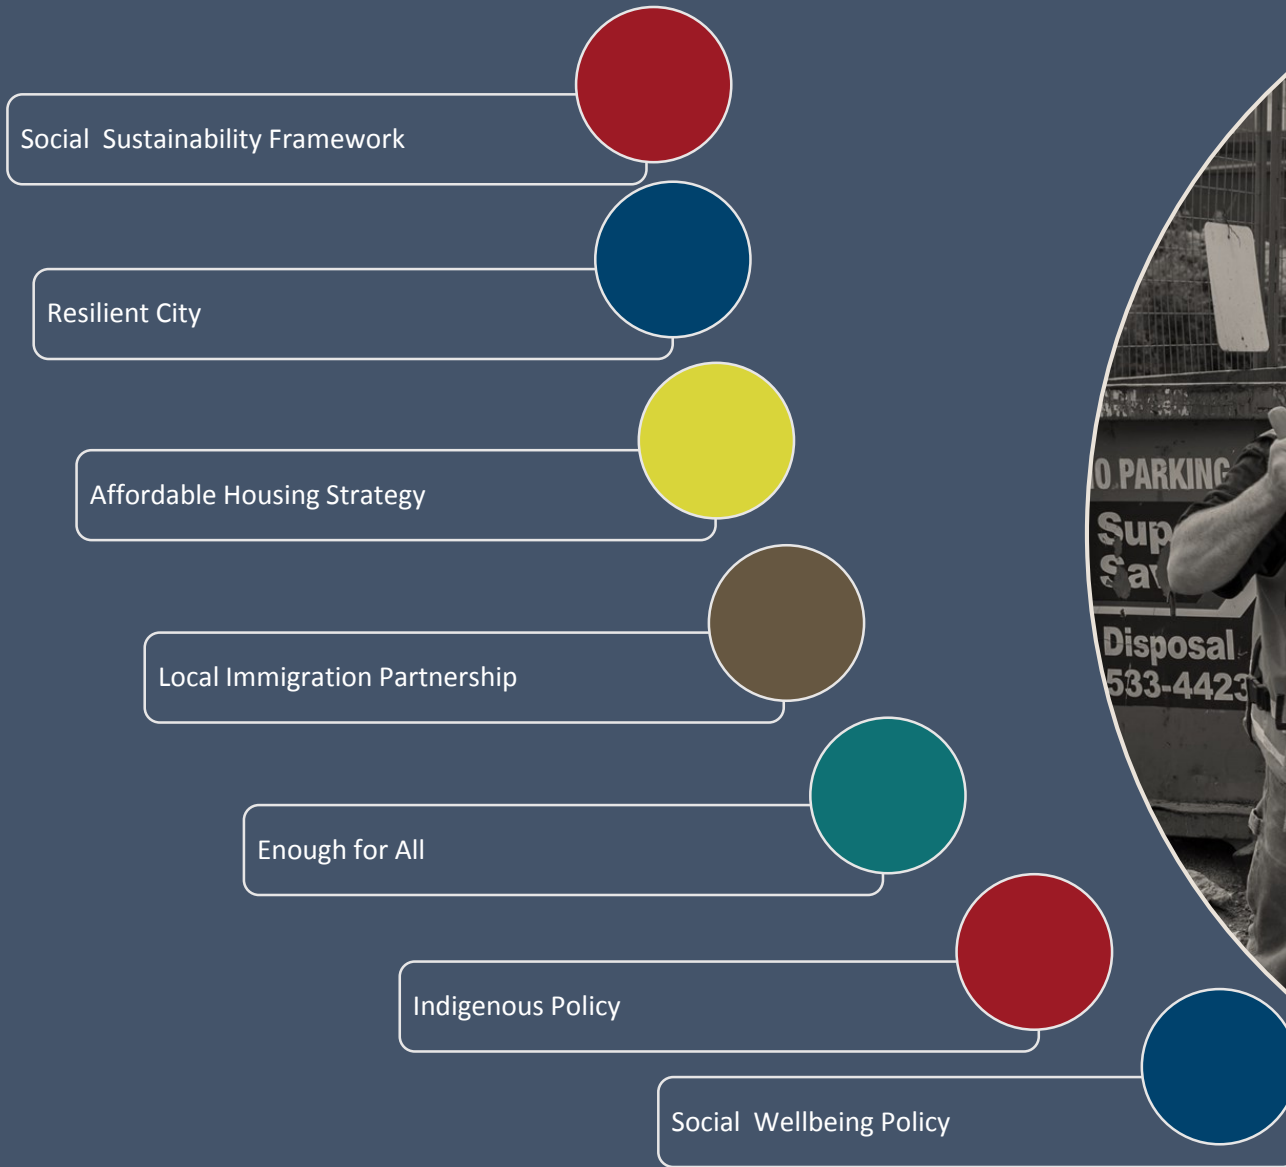 Social  Sustainability Framework
Resilient City
Affordable Housing Strategy
Local Immigration Partnership
Enough for All
Indigenous Policy
Social  Wellbeing Policy
PARKING
Disposal
533-4423